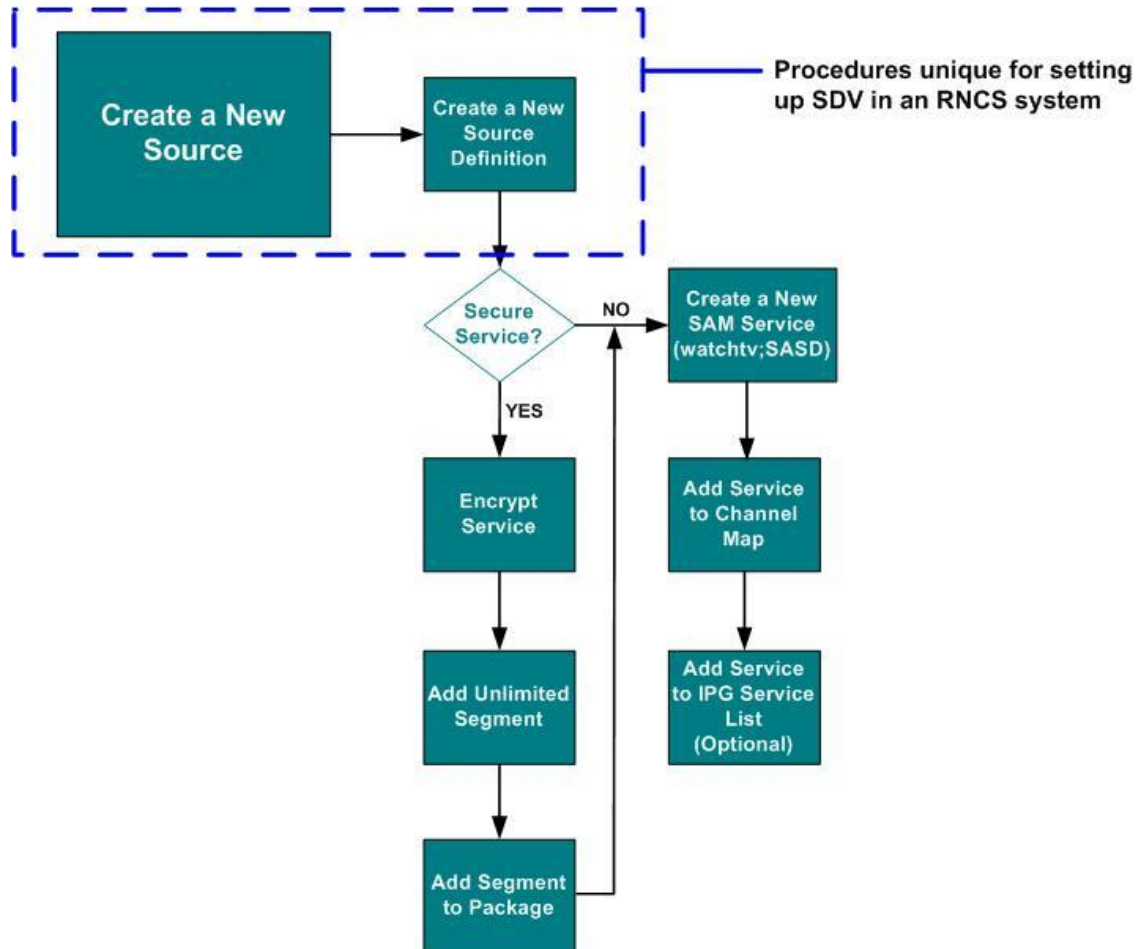 Create a New
Source
Create a New
Source
Definition
Procedures unique for setting
up SDV in an RNCS system
Secure
Service?
NO
YES
Create a New
SAM Service
(watchtv;SASD)
Encrypt
Service
Add Service
to Channel
Map
Add Unlimited
Segment
Add Service
to IPG Service
List
(Optional)
Add Segment
to Package